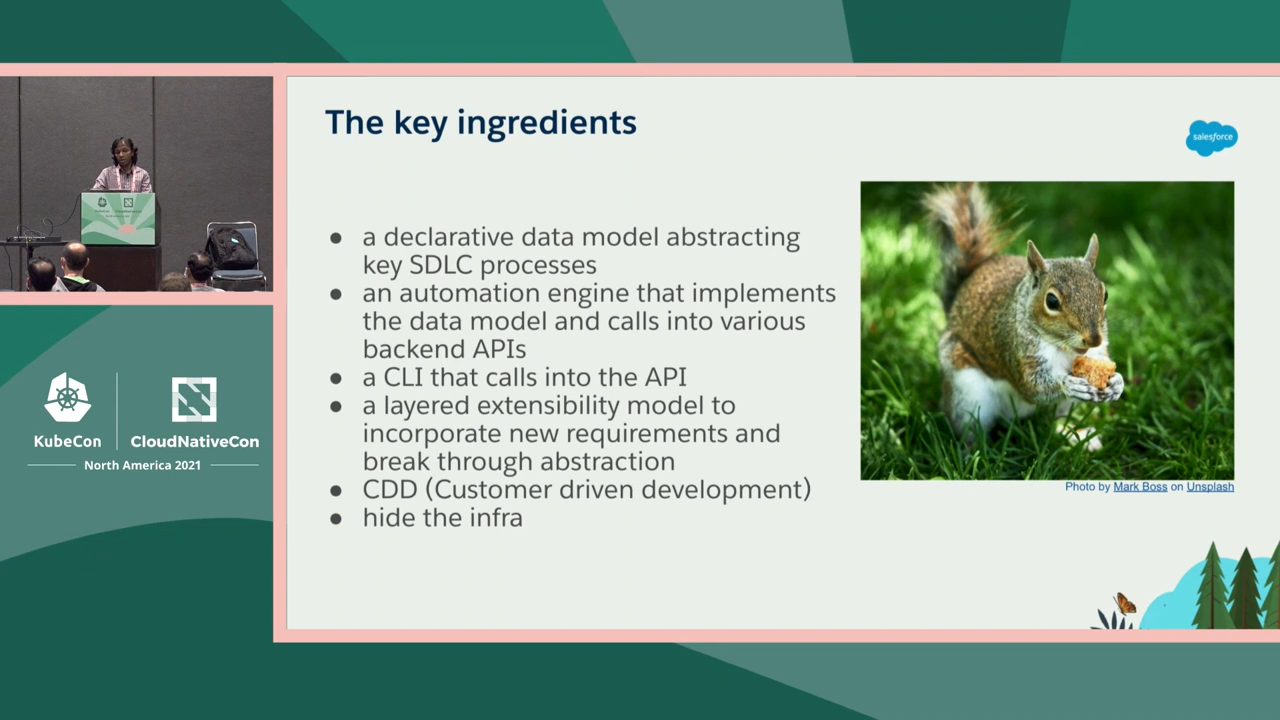 The key ingredients
salesforce
● a declarative data model abstracting
key SDLC processes
● an automation engine that implements
the data model and calls into various
backend APIs
● a CLI that calls into the API
● a layered extensibility model to
incorporate new requirements and
break through abstraction
● CDD (Customer driven development)
● hide the infra
Photo by Mark Boss on Unsplash
KubeCon
CloudNativeCon
North America 2021